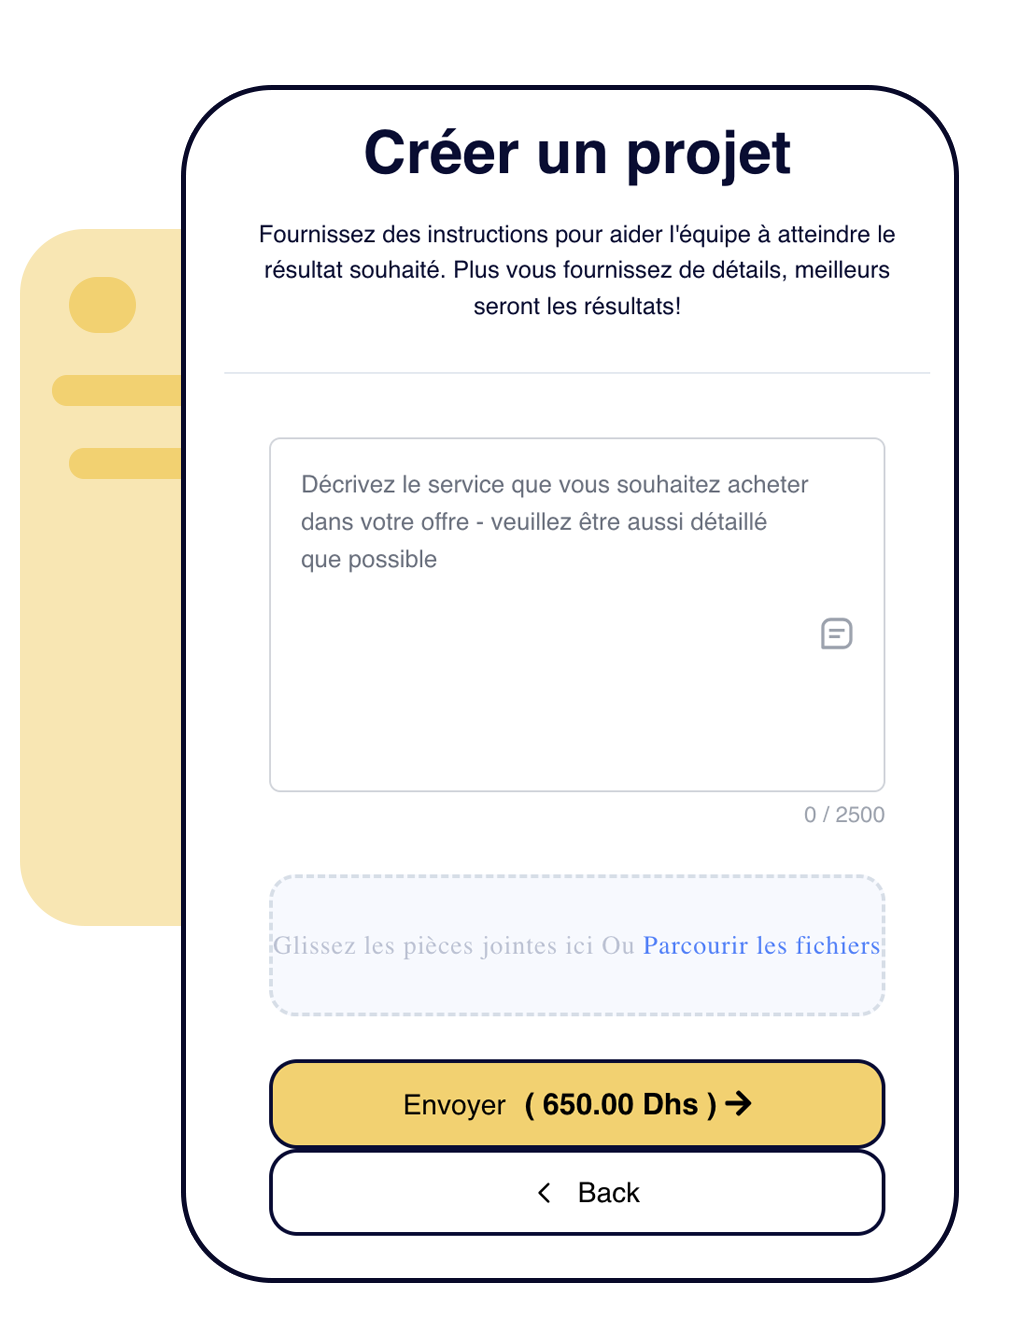 Créer un projet
Fournissez des instructions pour aider l'équipe à atteindre le
résultat souhaité. Plus vous fournissez de détails, meilleurs
seront les résultats!
Décrivez le service que vous souhaitez acheter
dans votre offre - veuillez être aussi détaillé
que possible
0 / 2500
Glissez les pièces jointes ici Ou Parcourir les fichiers
Envoyer ( 650.00 Dhs )
Back